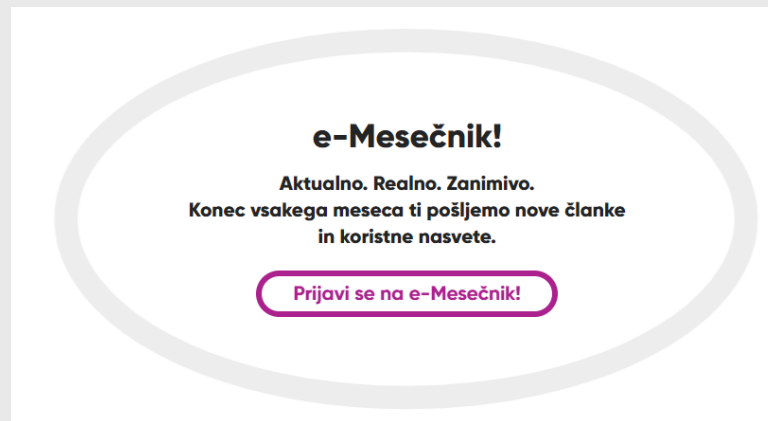 e-Mesečnik!
Aktualno. Realno. Zanimivo.
Konec vsakega meseca ti pošljemo nove članke
in koristne nasvete.
Prijavi se na e-Mesečnik!